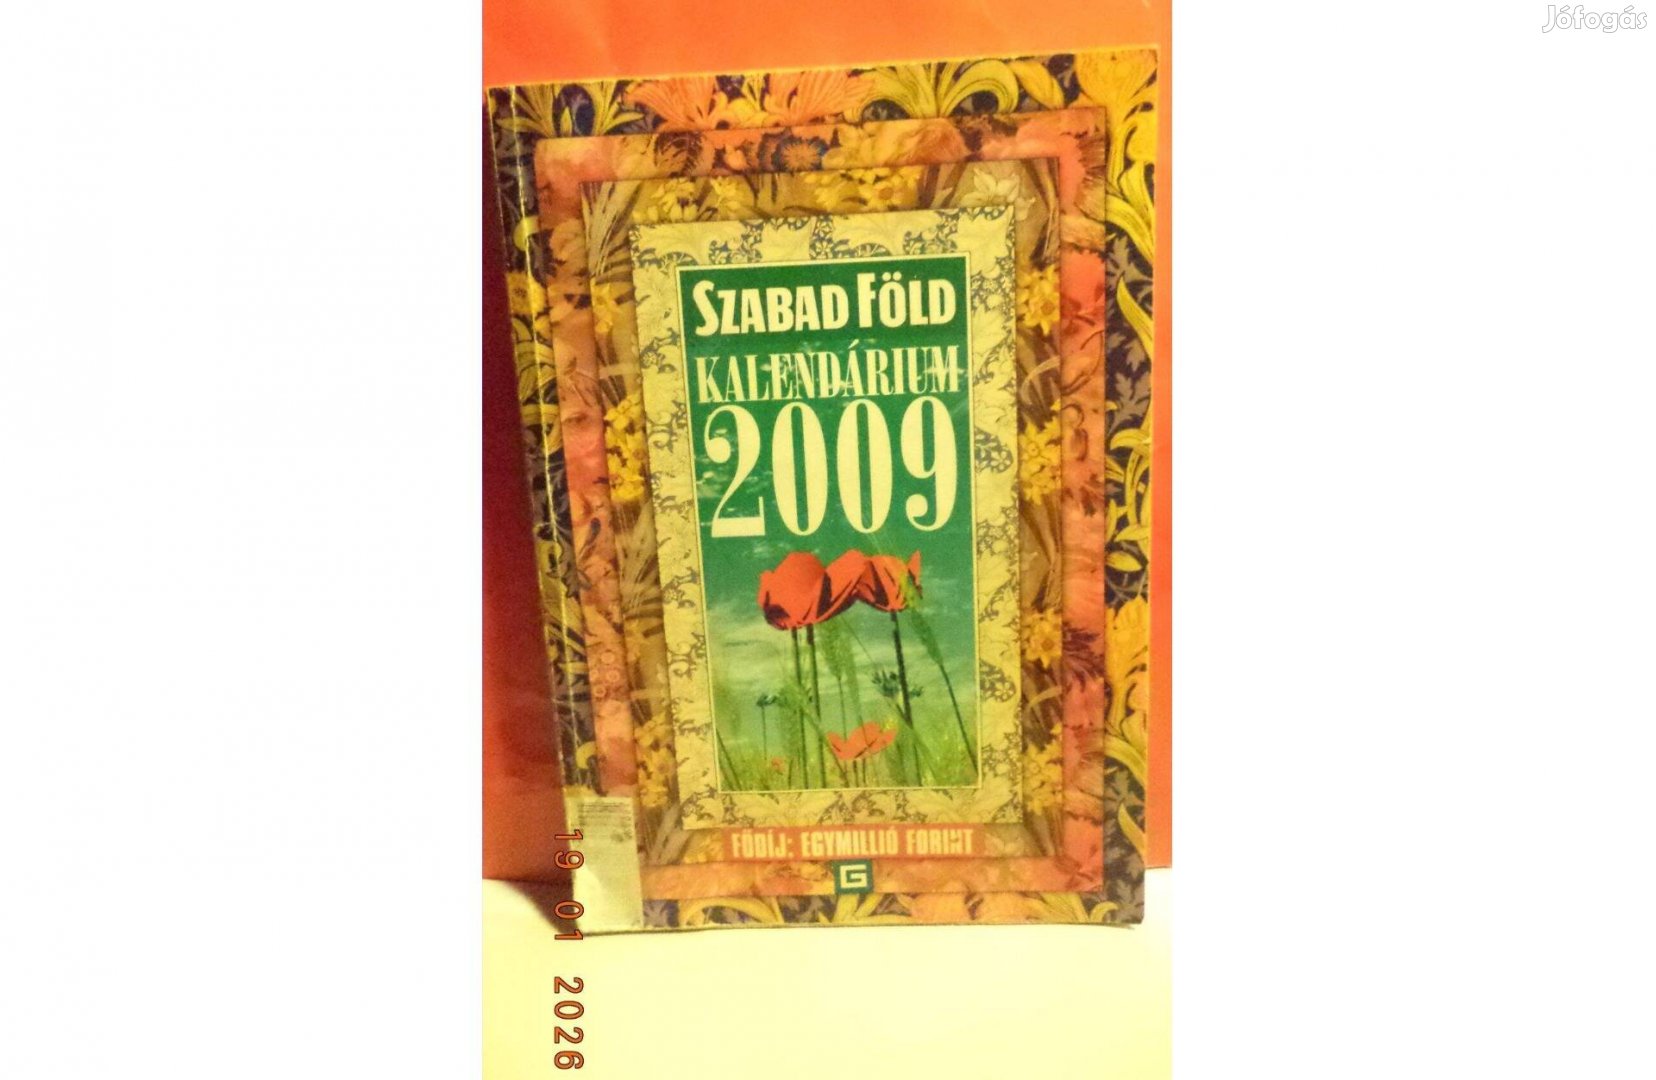 Jófogás
SZABAD FÖLD
KALENDÁRIUM
2009
FŐDÍJ: EGYMILLIÓ FORINT
G
19 01 2026